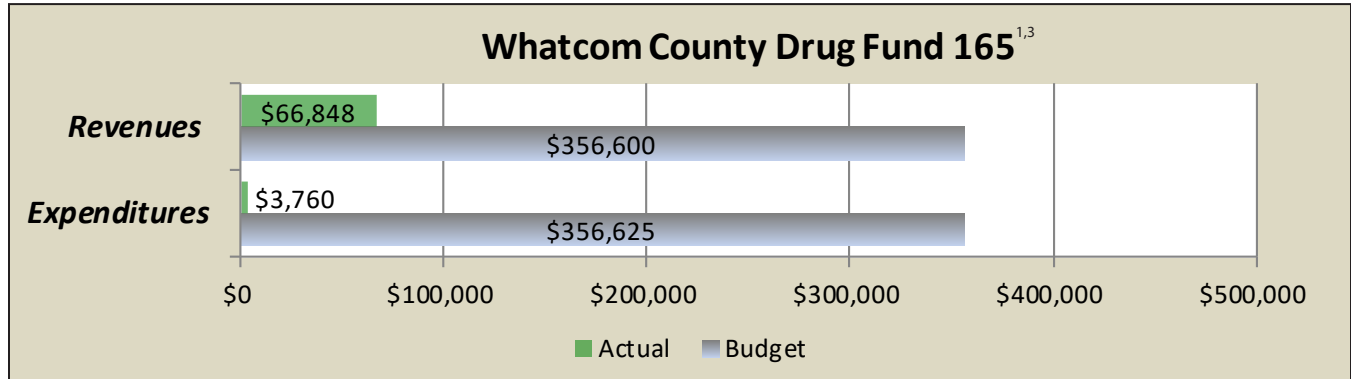 Whatcom County Drug Fund 165 1,3
Revenues
$66,848
$356,600
Expenditures
$3,760
$356,625
$0 $100,000 $200,000 $300,000 $400,000 $500,000
Actual Budget